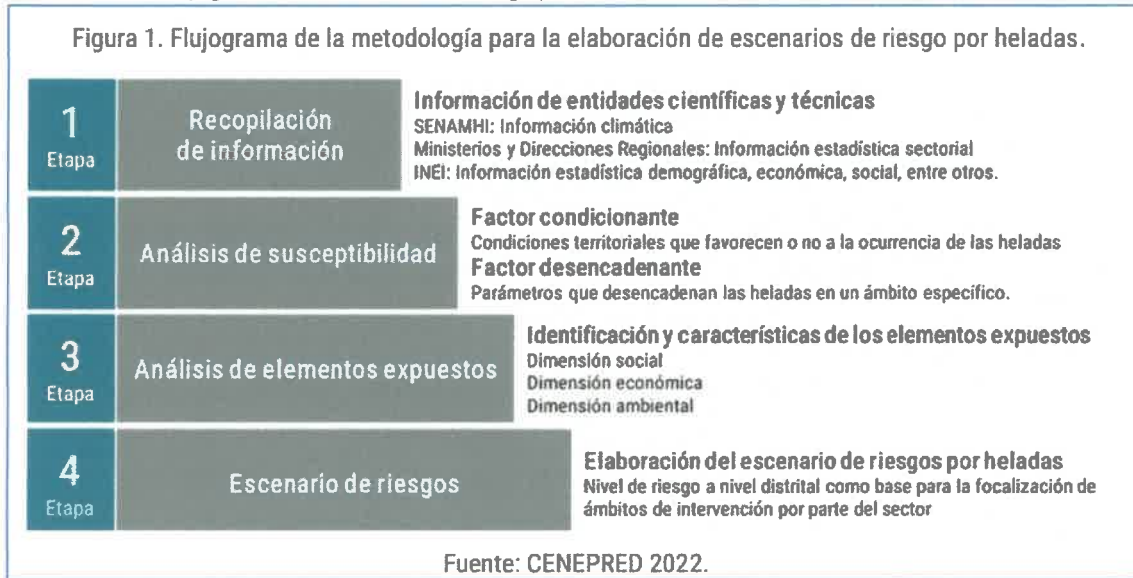 Figura 1. Flujograma de la metodología para la elaboración de escenarios de riesgo por heladas.
1
Etapa
Recopilación
de información
Información de entidades científicas y técnicas
SENAMHI: Información climática
Ministerios y Direcciones Regionales: Información estadística sectorial
INEI: Información estadística demográfica, económica, social, entre otros.
2
Etapa
Análisis de susceptibilidad
Factor condicionante
Condiciones territoriales que favorecen o no a la ocurrencia de las heladas
Factor desencadenante
Parámetros que desencadenan las heladas en un ámbito específico.
3
Etapa
Análisis de elementos expuestos
Identificación y características de los elementos expuestos
Dimensión social
Dimensión económica
Dimensión ambiental
4
Etapa
Escenario de riesgos
Elaboración del escenario de riesgos por heladas
Nivel de riesgo a nivel distrital como base para la focalización de
ámbitos de intervención por parte del sector
Fuente: CENEPRED 2022.